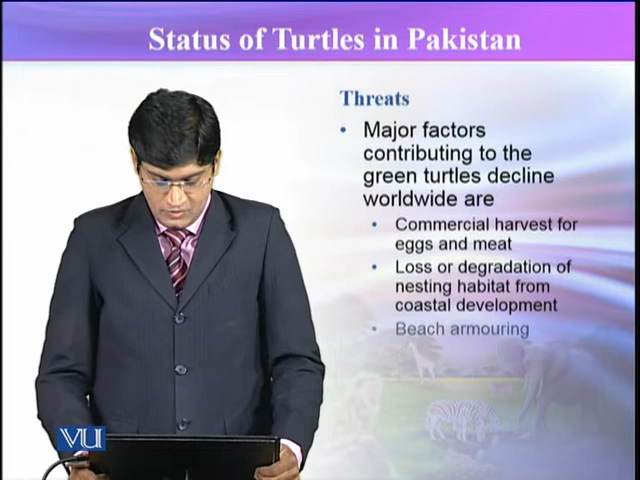 Status of Turtles in Pakistan
Threats
• Major factors
contributing to the
green turtles decline
worldwide are
• Commercial harvest for
eggs and meat
• Loss or degradation of
nesting habitat from
coastal development
• Beach armouring
VU